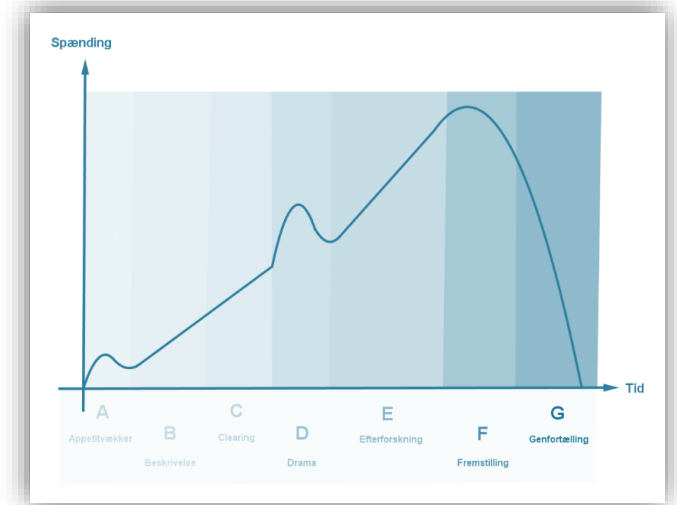 Spænding
Tid
A
Appetitvækker
B
Beskrivelse
C
Clearing
D
Drama
E
Efterforskning
F
Fremstilling
G
Genfortælling